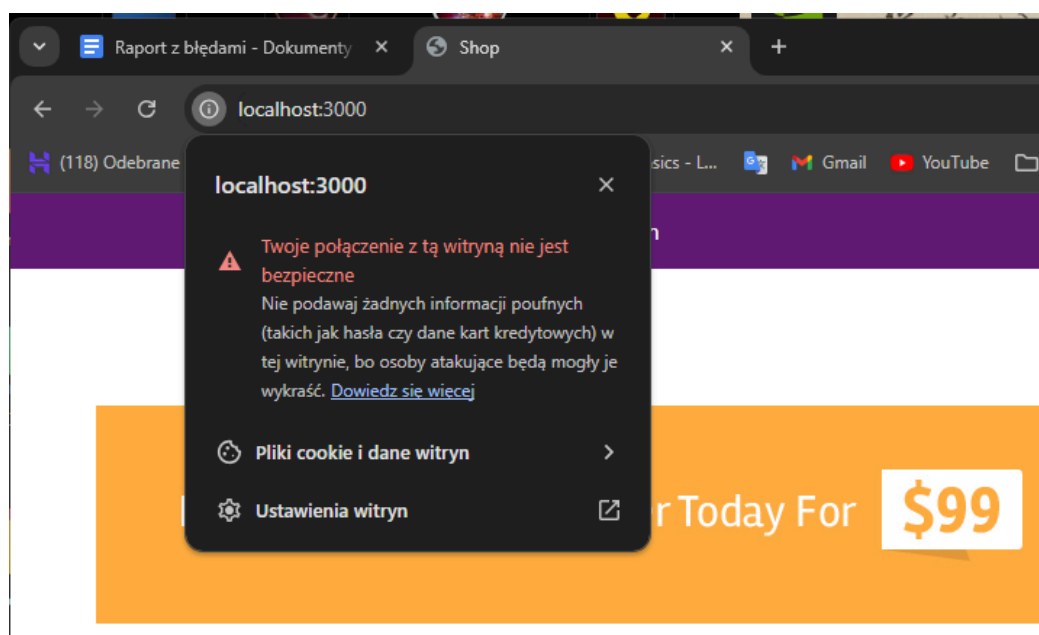 Raport z błędami - Dokumenty
Shop
localhost:3000
(118) Odebrane
sics - L...
Gmail
YouTube
localhost:3000
Twoje połączenie z tą witryną nie jest
bezpieczne
Nie podawaj żadnych informacji poufnych
(takich jak hasła czy dane kart kredytowych) w
tej witrynie, bo osoby atakujące będą mogły je
wykraść. Dowiedz się więcej
Pliki cookie i dane witryn
Ustawienia witryn
r Today For $99